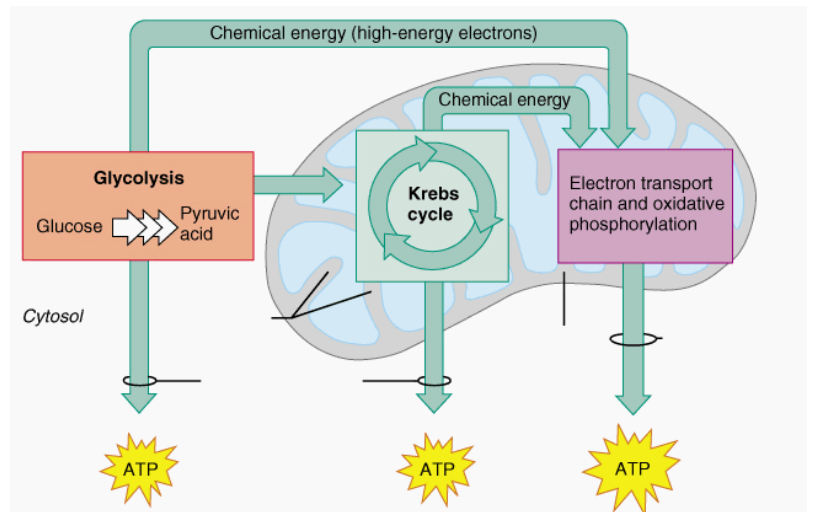 Chemical energy (high-energy electrons)
Chemical energy
Glycolysis
Glucose
Pyruvic
acid
Krebs
cycle
Electron transport
chain and oxidative
phosphorylation
Cytosol
ATP
ATP
ATP